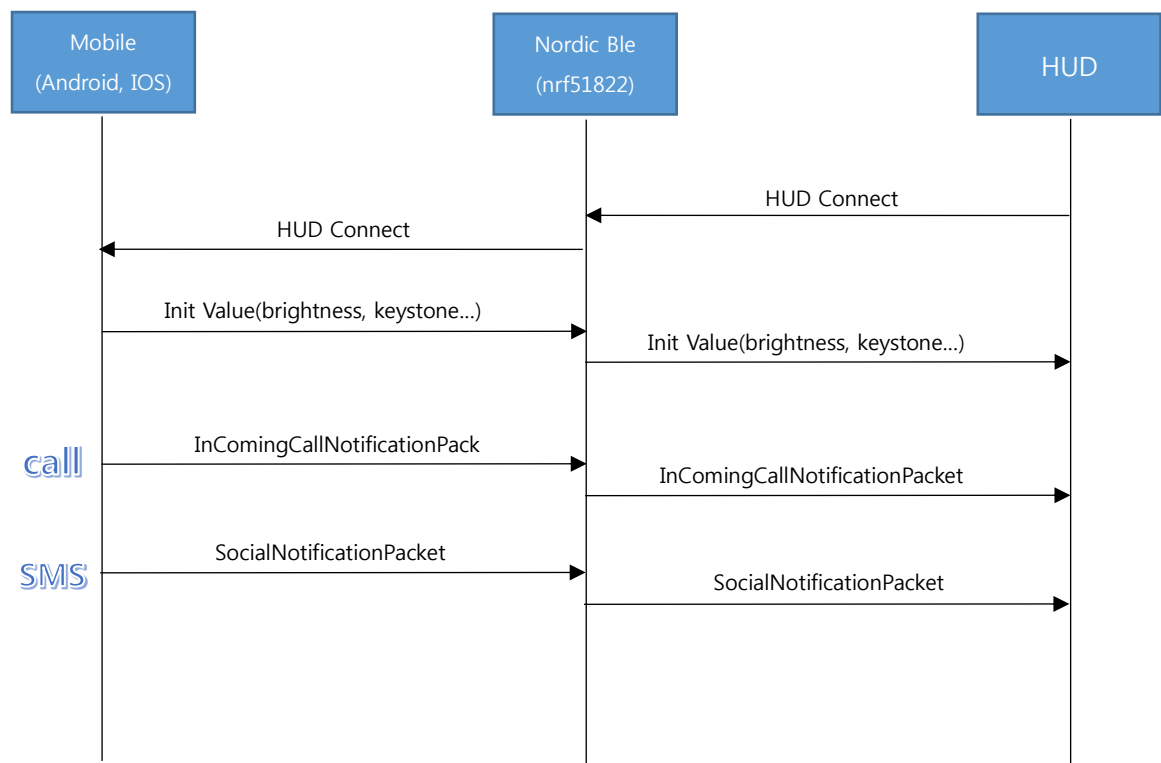 Mobile
(Android, IOS)
Nordic Ble
(nrf51822)
HUD
HUD Connect
HUD Connect
Init Value(brightness, keystone...)
Init Value(brightness, keystone...)
call
InComingCallNotificationPack
InComingCallNotificationPacket
SMS
SocialNotificationPacket
SocialNotificationPacket